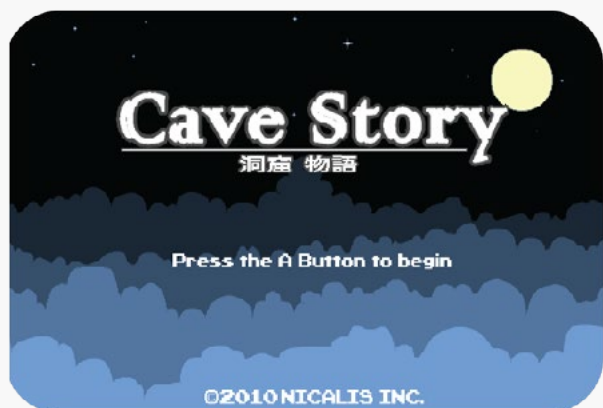 Cave Story
洞窟 物語
Press the A Button to begin
©2010 NICALIS INC.